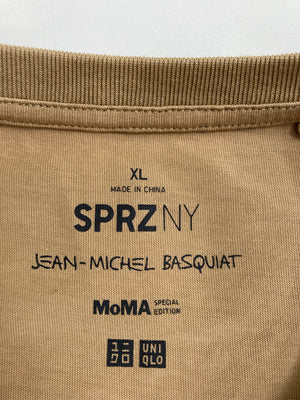 XL
MADE IN CHINA
SPRZ NY
JEAN-MICHEL BASQUIAT
MoMA SPECIAL EDITION
ユニクロ UNIQLO